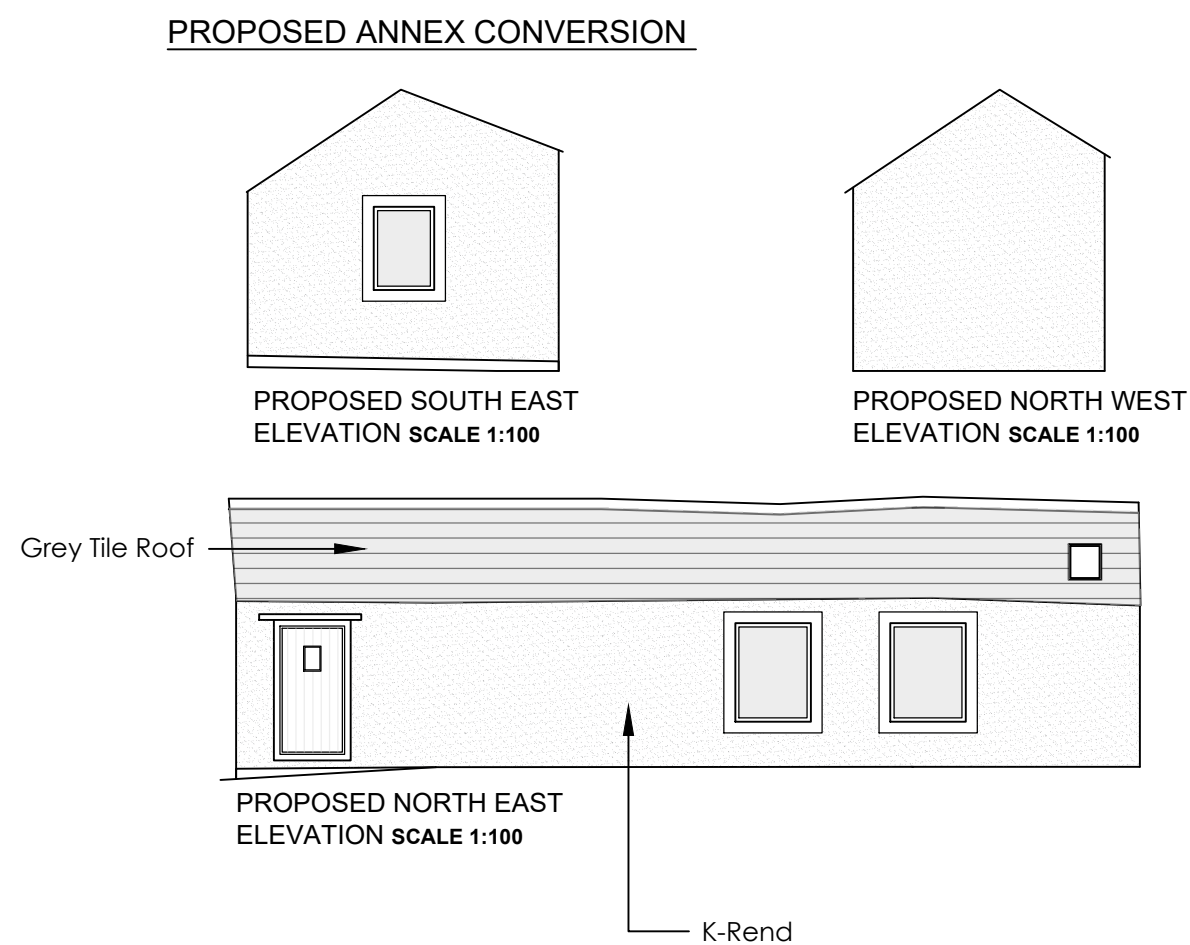 PROPOSED ANNEX CONVERSION
PROPOSED SOUTH EAST
ELEVATION SCALE 1:100
PROPOSED NORTH WEST
ELEVATION SCALE 1:100
Grey Tile Roof
PROPOSED NORTH EAST
ELEVATION SCALE 1:100
K-Rend